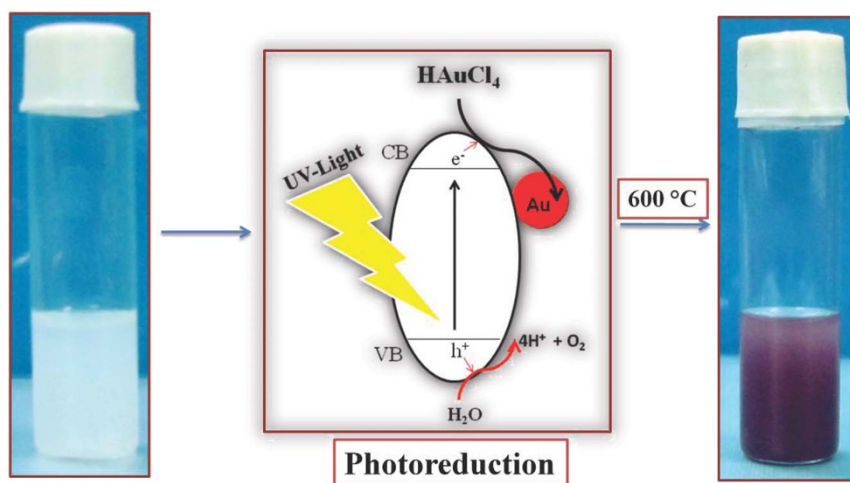 HAuCl₄
CB
e⁻
UV-Light
Au
600 °C
VB
h⁺
4H⁺ + O₂
H₂O
Photoreduction